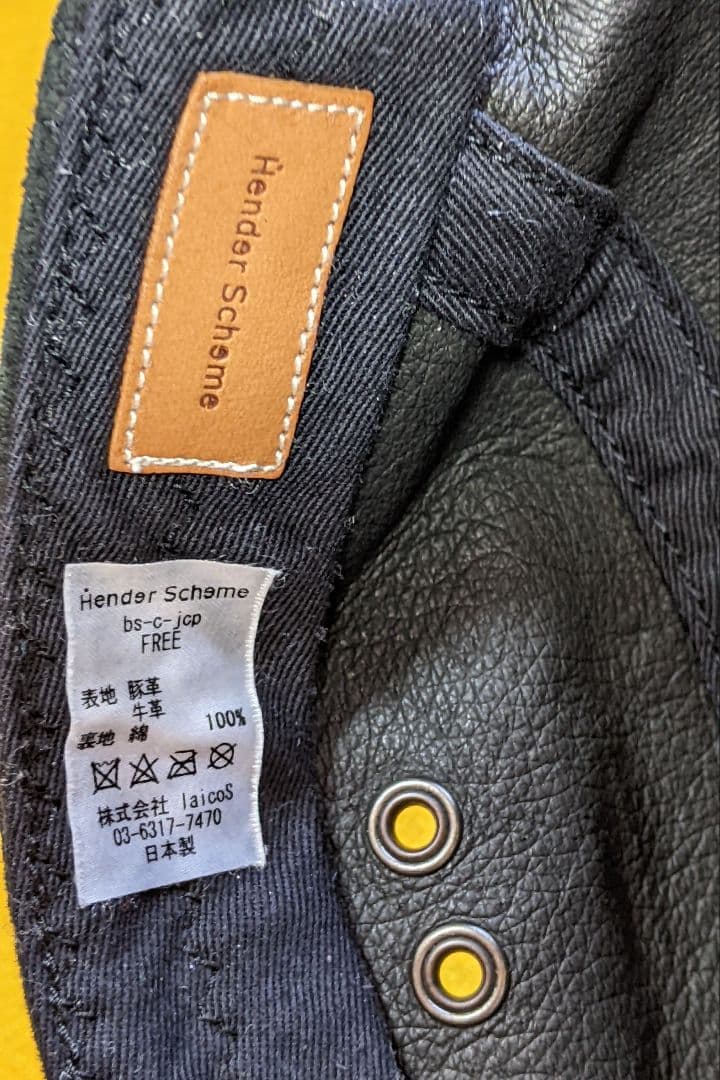 Hender Scheme
Hender Scheme
bs-c-jcp
FREE
表地 豚革
牛革
裏地 綿 100%
株式会社 laicoS
03-6317-7470
日本製